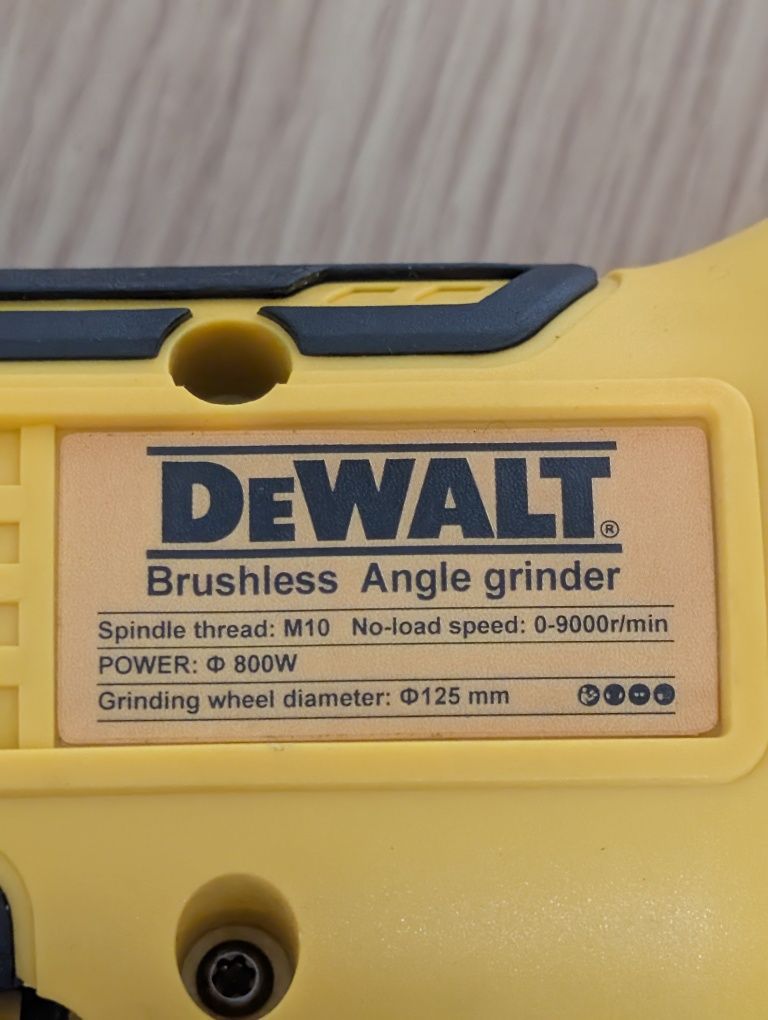 DEWALT®
Brushless Angle grinder
Spindle thread: M10 No-load speed: 0-9000r/min
POWER: Φ 800W
Grinding wheel diameter: Φ125 mm